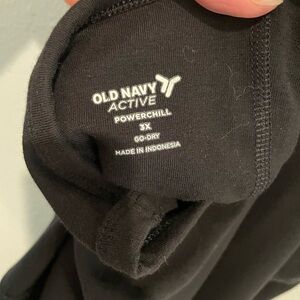 OLD NAVY
ACTIVE
POWERCHILL
3X
GO-DRY
MADE IN INDONESIA